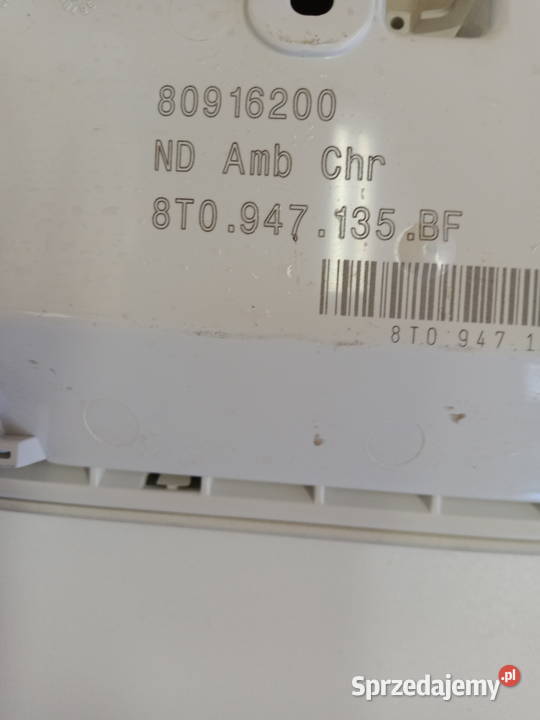 80916200
ND Amb Chr
8T0.947.135.BF
8T0 947 1
Sprzedajemy.pl